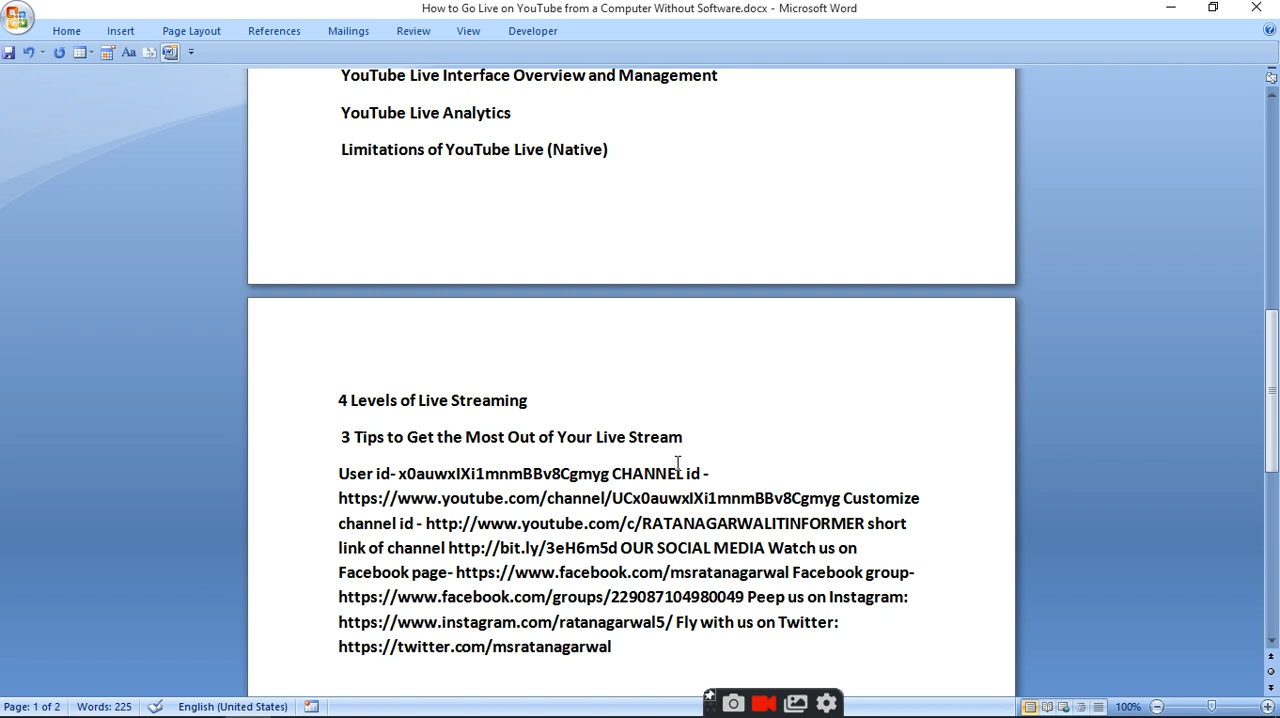 How to Go Live on YouTube from a Computer Without Software.docx - Microsoft Word
Home Insert Page Layout References Mailings Review View Developer
Aa
YouTube Live Interface Overview and Management
YouTube Live Analytics
Limitations of YouTube Live (Native)
4 Levels of Live Streaming
3 Tips to Get the Most Out of Your Live Stream
User id- x0auwxIXi1mnmBBv8Cgmyg CHANNEL id -
https://www.youtube.com/channel/UCx0auwxIXi1mnmBBv8Cgmyg Customize
channel id - http://www.youtube.com/c/RATANAGARWALITINFORMER short
link of channel http://bit.ly/3eH6m5d OUR SOCIAL MEDIA Watch us on
Facebook page- https://www.facebook.com/msratanagarwal Facebook group-
https://www.facebook.com/groups/229087104980049 Peep us on Instagram:
https://www.instagram.com/ratanagarwal5/ Fly with us on Twitter:
https://twitter.com/msratanagarwal
Page: 1 of 2 Words: 225 English (United States) 100%